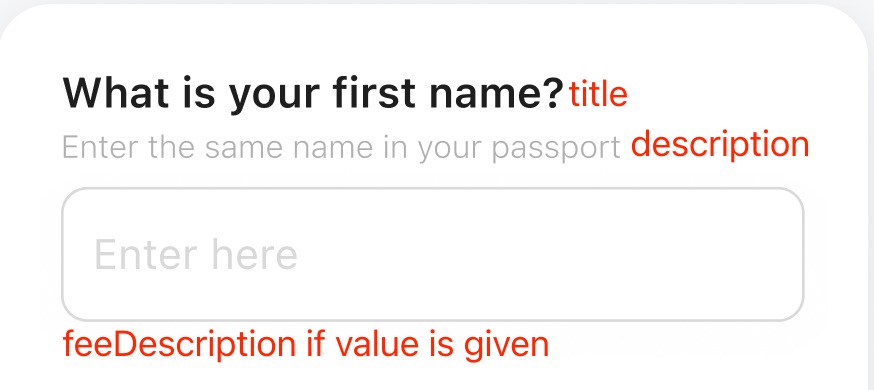 What is your first name? title
Enter the same name in your passport description
Enter here
feeDescription if value is given